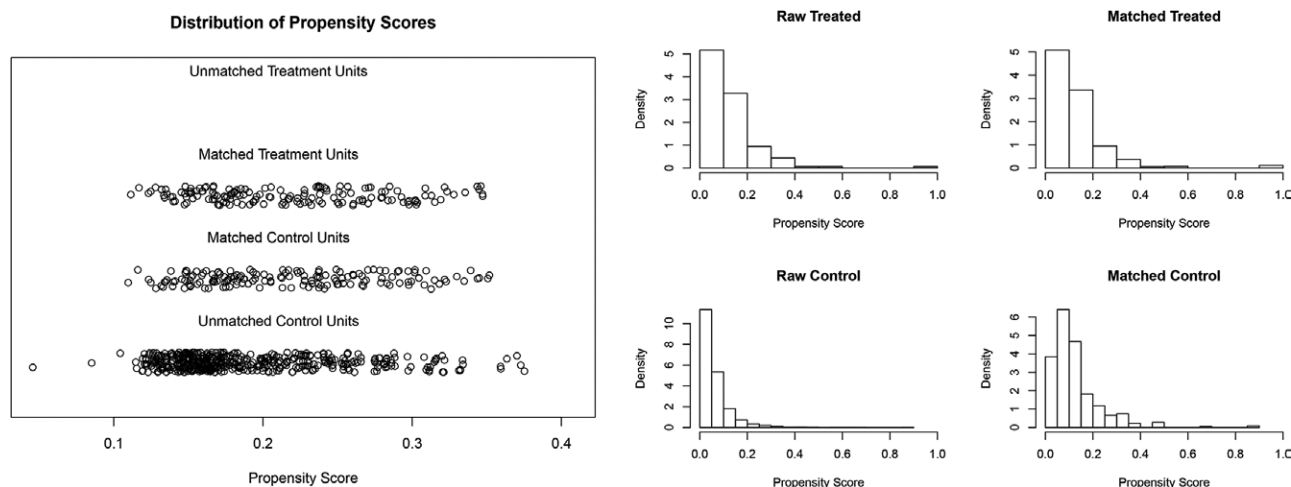 Distribution of Propensity Scores
Unmatched Treatment Units
Matched Treatment Units
Matched Control Units
Unmatched Control Units
0.1 0.2 0.3 0.4
Propensity Score
Raw Treated
Density
0 1 2 3 4 5
0.0 0.2 0.4 0.6 0.8 1.0
Propensity Score
Matched Treated
Density
0 1 2 3 4 5
0.0 0.2 0.4 0.6 0.8 1.0
Propensity Score
Raw Control
Density
0 2 4 6 8 10
0.0 0.2 0.4 0.6 0.8 1.0
Propensity Score
Matched Control
Density
0 1 2 3 4 5 6
0.0 0.2 0.4 0.6 0.8 1.0
Propensity Score